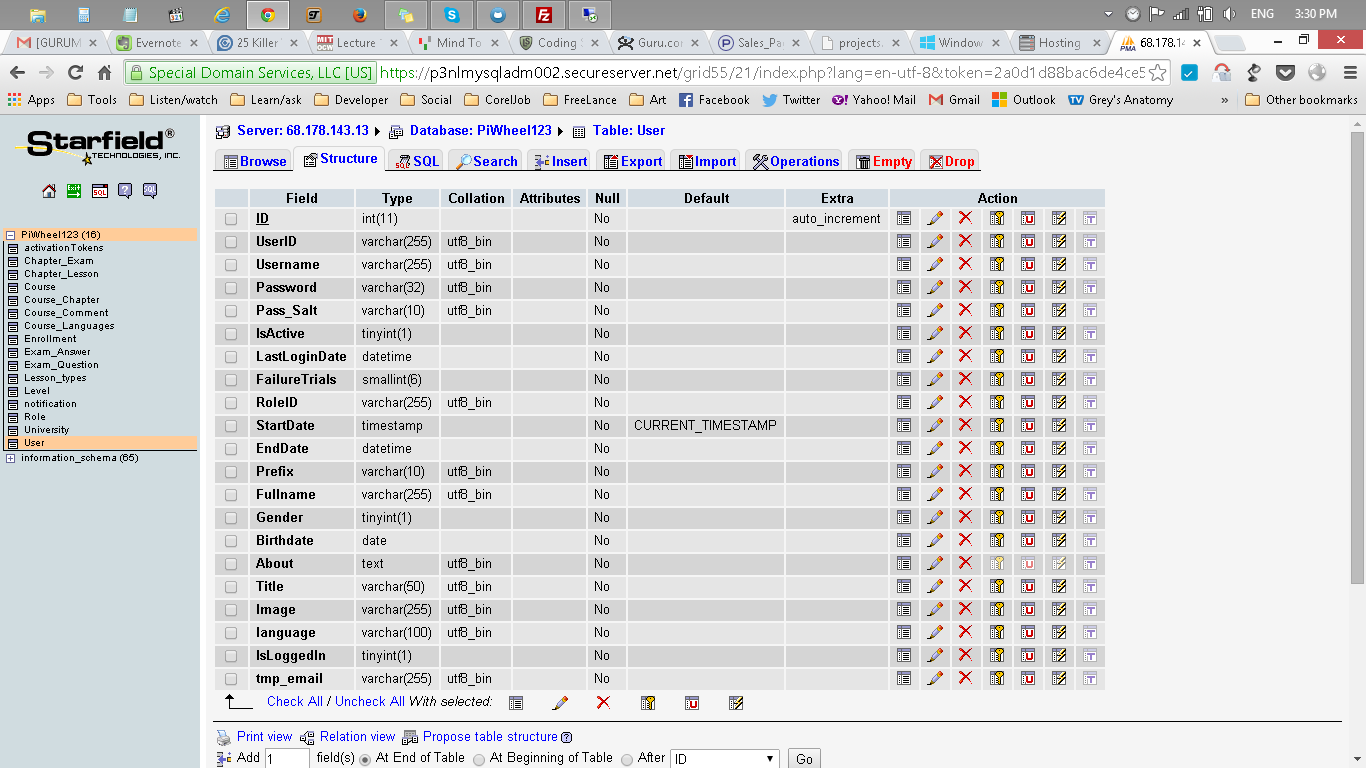 ENG 3:30 PM
[GURUM Evernote 25 Killer Lecture Mind To Coding Guru.co Sales_Pa projects. Window Hosting 68.178.14
Special Domain Services, LLC [US] https://p3nlmysqladm002.secureserver.net/grid55/21/index.php?lang=en-utf-8&token=2a0d1d88bac6de4ce5
Apps Tools Listen/watch Learn/ask Developer Social CorelJob FreeLance Art Facebook Twitter Yahoo! Mail Gmail Outlook Grey's Anatomy » Other bookmarks
Starfield®
TECHNOLOGIES, INC.
PiWheel123 (16)
activationTokens
Chapter_Exam
Chapter_Lesson
Course
Course_Chapter
Course_Comment
Course_Languages
Enrollment
Exam_Answer
Exam_Question
Lesson_types
Level
notification
Role
University
User
information_schema (65)
Server: 68.178.143.13 Database: PiWheel123 Table: User
Browse Structure SQL Search Insert Export Import Operations Empty Drop
Field Type Collation Attributes Null Default Extra Action
ID int(11) No auto_increment
UserID varchar(255) utf8_bin No
Username varchar(255) utf8_bin No
Password varchar(32) utf8_bin No
Pass_Salt varchar(10) utf8_bin No
IsActive tinyint(1) No
LastLoginDate datetime No
FailureTrials smallint(6) No
RoleID varchar(255) utf8_bin No
StartDate timestamp No CURRENT_TIMESTAMP
EndDate datetime No
Prefix varchar(10) utf8_bin No
Fullname varchar(255) utf8_bin No
Gender tinyint(1) No
Birthdate date No
About text utf8_bin No
Title varchar(50) utf8_bin No
Image varchar(255) utf8_bin No
language varchar(100) utf8_bin No
IsLoggedIn tinyint(1) No
tmp_email varchar(255) utf8_bin No
Check All / Uncheck All With selected:
Print view Relation view Propose table structure
Add 1 field(s) At End of Table At Beginning of Table After ID Go